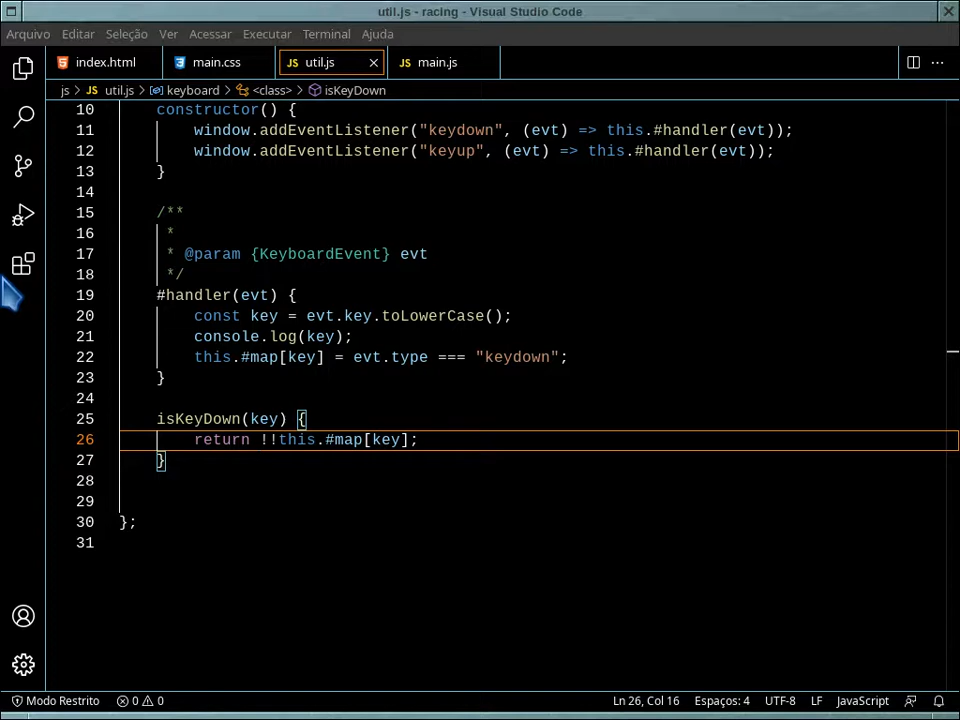 util.js - racing - Visual Studio Code
Arquivo Editar Seleção Ver Acessar Executar Terminal Ajuda
index.html main.css JS util.js JS main.js
js > JS util.js > keyboard > <class> > isKeyDown
10 constructor() {
11 window.addEventListener("keydown", (evt) => this.#handler(evt));
12 window.addEventListener("keyup", (evt) => this.#handler(evt));
13 }
14
15 /**
16 *
17 * @param {KeyboardEvent} evt
18 */
19 #handler(evt) {
20 const key = evt.key.toLowerCase();
21 console.log(key);
22 this.#map[key] = evt.type === "keydown";
23 }
24
25 isKeyDown(key) {
26 return !!this.#map[key];
27 }
28
29
30 };
31
Modo Restrito 0 0 Ln 26, Col 16 Espaços: 4 UTF-8 LF JavaScript